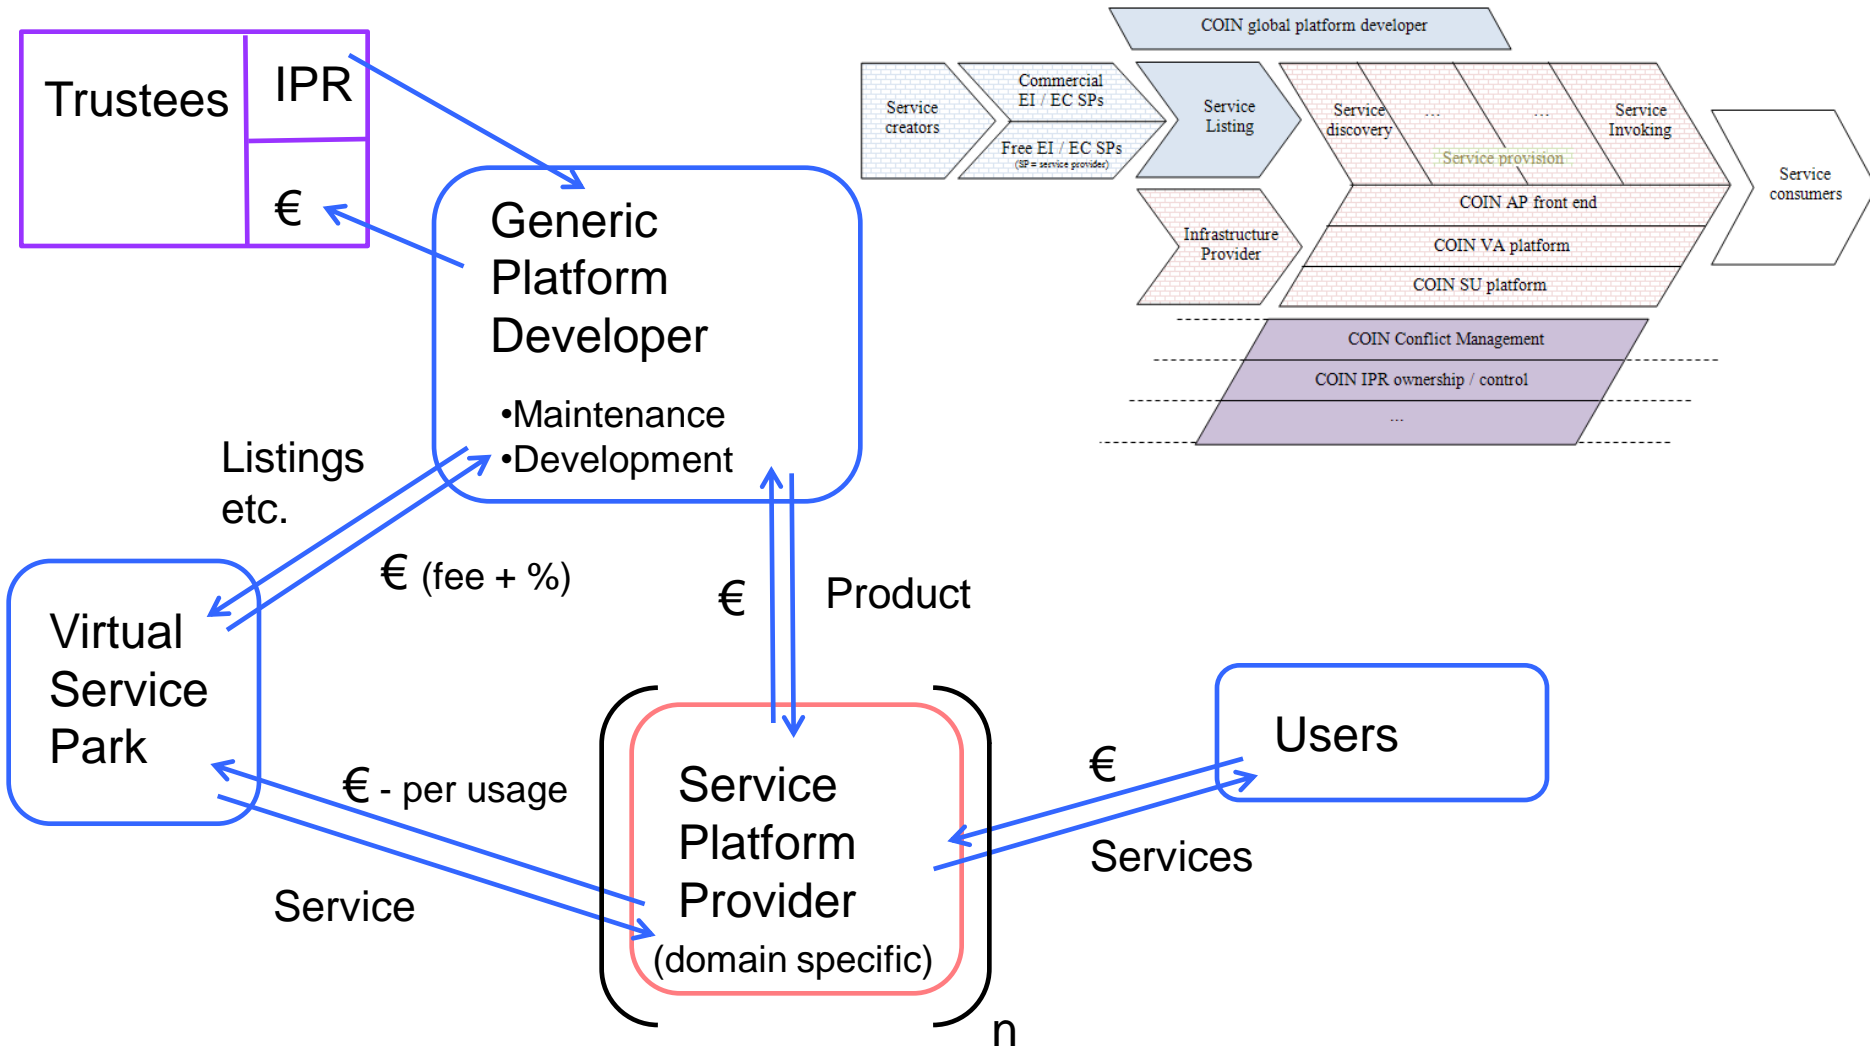 Trustees
IPR
€
Generic
Platform
Developer
•Maintenance
•Development
Listings
etc.
€ (fee + %)
€
Product
Virtual
Service
Park
€ - per usage
Service
Service
Platform
Provider
(domain specific)
n
€
Services
Users
COIN global platform developer
Service
creators
Commercial
EI / EC SPs
Free EI / EC SPs
(SP = service provider)
Service
Listing
Service
discovery
...
...
Service
Invoking
Service provision
Infrastructure
Provider
COIN AP front end
COIN VA platform
COIN SU platform
Service
consumers
COIN Conflict Management
COIN IPR ownership / control
...